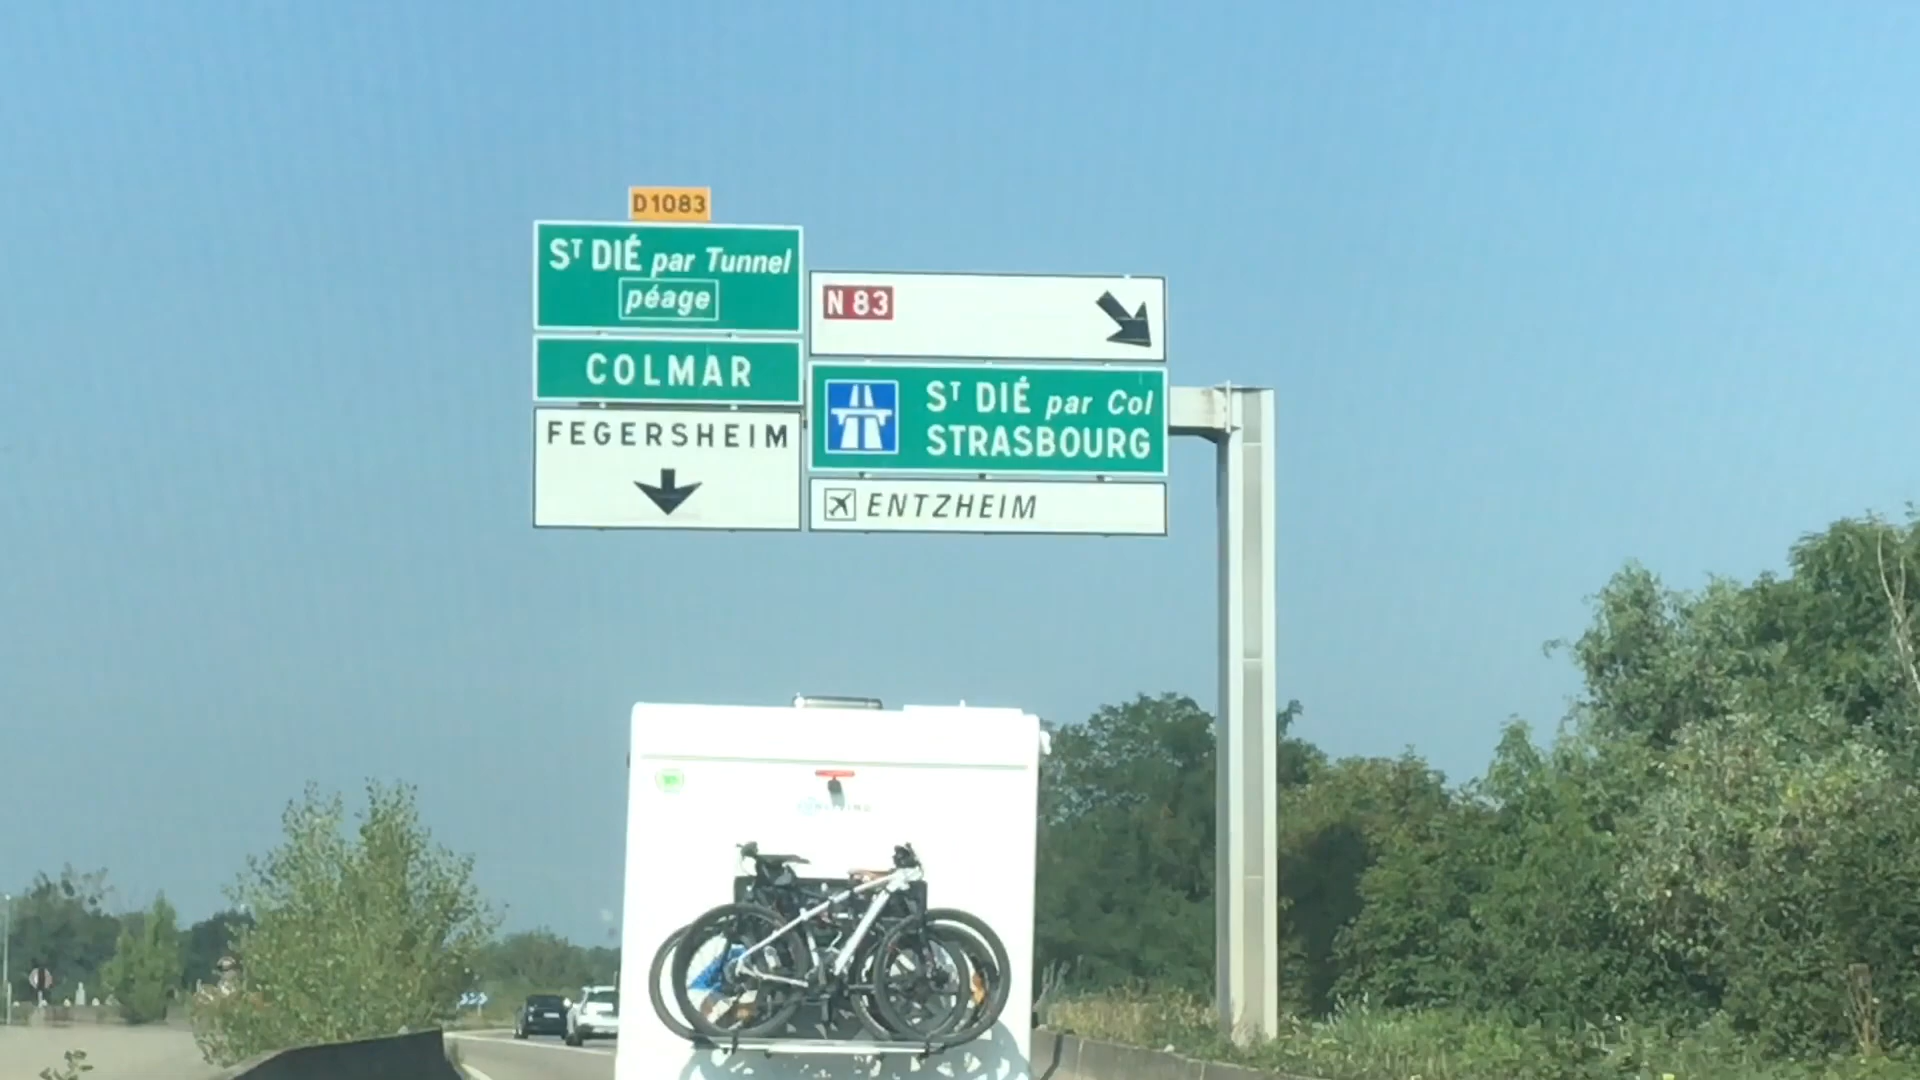 D1083
Sᵀ DIÉ par Tunnel
péage
COLMAR
FEGERSHEIM
N 83
Sᵀ DIÉ par Col
STRASBOURG
ENTZHEIM